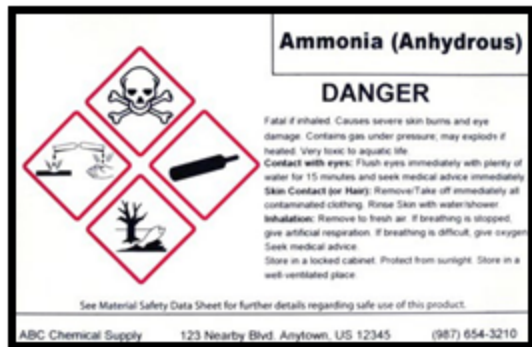 Ammonia (Anhydrous)
DANGER
Fatal if inhaled. Causes severe skin burns and eye
damage. Contains gas under pressure; may explode if
heated. Very toxic to aquatic life.
Contact with eyes: Flush eyes immediately with plenty of
water for 15 minutes and seek medical advice immediately.
Skin Contact (or Hair): Remove/Take off immediately all
contaminated clothing. Rinse Skin with water/shower.
Inhalation: Remove to fresh air. If breathing is stopped,
give artificial respiration. If breathing is difficult, give oxygen.
Seek medical advice.
Store in a locked cabinet. Protect from sunlight. Store in a
well-ventilated place.
See Material Safety Data Sheet for further details regarding safe use of this product.
ABC Chemical Supply 123 Nearby Blvd. Anytown, US 12345 (987) 654-3210